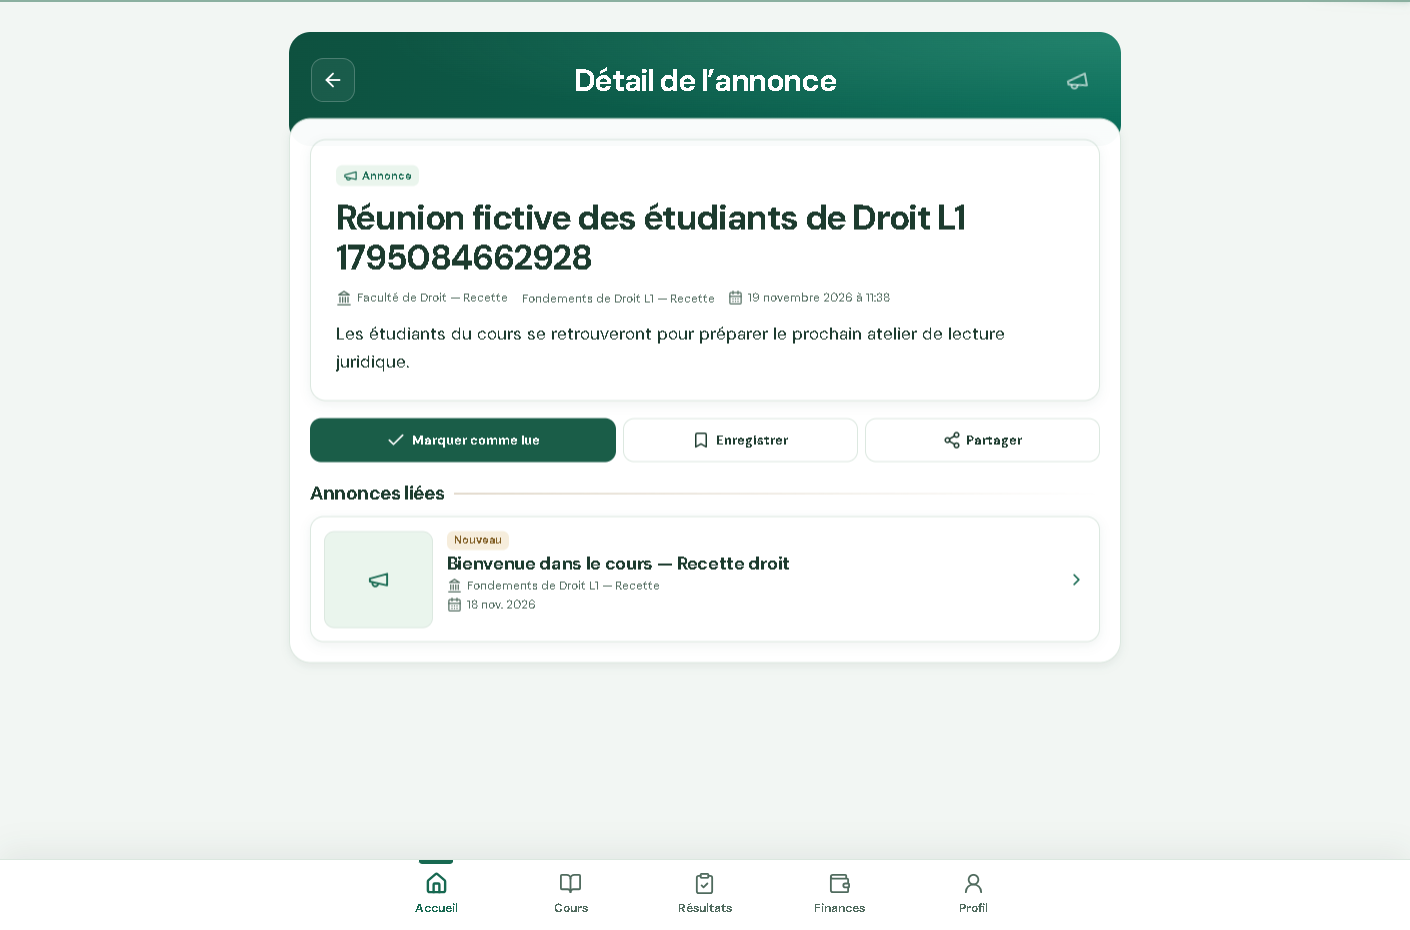 Détail de l’annonce
Annonce
Réunion fictive des étudiants de Droit L1
1795084662928
Faculté de Droit — Recette Fondements de Droit L1 — Recette 19 novembre 2026 à 11:38
Les étudiants du cours se retrouveront pour préparer le prochain atelier de lecture
juridique.
Marquer comme lue Enregistrer Partager
Annonces liées
Nouveau
Bienvenue dans le cours — Recette droit
Fondements de Droit L1 — Recette
18 nov. 2026
Accueil Cours Résultats Finances Profil